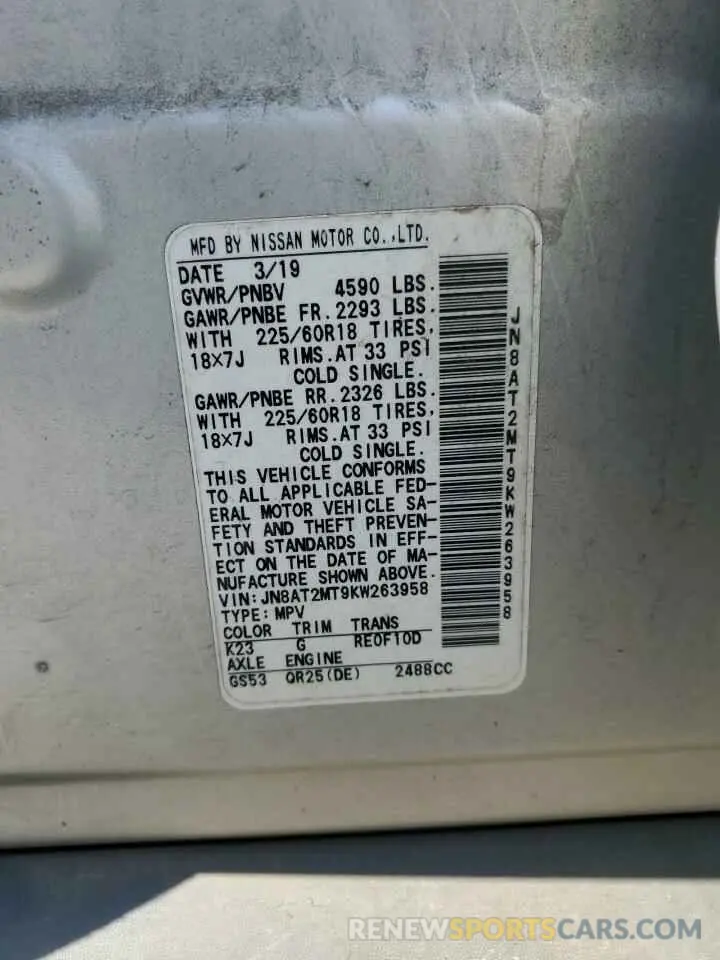 MFD BY NISSAN MOTOR CO.,LTD.
DATE 3/19
GVWR/PNBV 4590 LBS.
GAWR/PNBE FR.2293 LBS.
WITH 225/60R18 TIRES,
18X7J RIMS.AT 33 PSI
COLD SINGLE.
GAWR/PNBE RR.2326 LBS.
WITH 225/60R18 TIRES,
18X7J RIMS.AT 33 PSI
COLD SINGLE.
THIS VEHICLE CONFORMS
TO ALL APPLICABLE FED-
ERAL MOTOR VEHICLE SA-
FETY AND THEFT PREVEN-
TION STANDARDS IN EFF-
ECT ON THE DATE OF MA-
NUFACTURE SHOWN ABOVE.
VIN:JN8AT2MT9KW263958
TYPE:MPV
COLOR TRIM TRANS
K23 G RE0F10D
AXLE ENGINE
GS53 QR25(DE) 2488CC
JN8AT2MT9KW263958
RENEWSPORTSCARS.COM